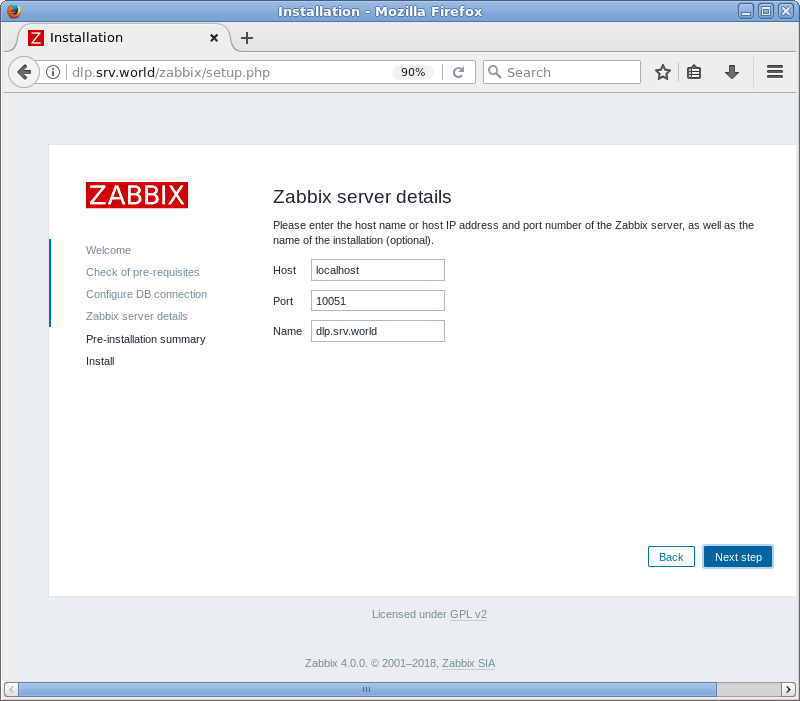 Installation - Mozilla Firefox
Z Installation
dlp.srv.world/zabbix/setup.php 90% Search
ZABBIX
Welcome
Check of pre-requisites
Configure DB connection
Zabbix server details
Pre-installation summary
Install
Zabbix server details
Please enter the host name or host IP address and port number of the Zabbix server, as well as the
name of the installation (optional).
Host localhost
Port 10051
Name dlp.srv.world
Back Next step
Licensed under GPL v2
Zabbix 4.0.0. © 2001–2018, Zabbix SIA